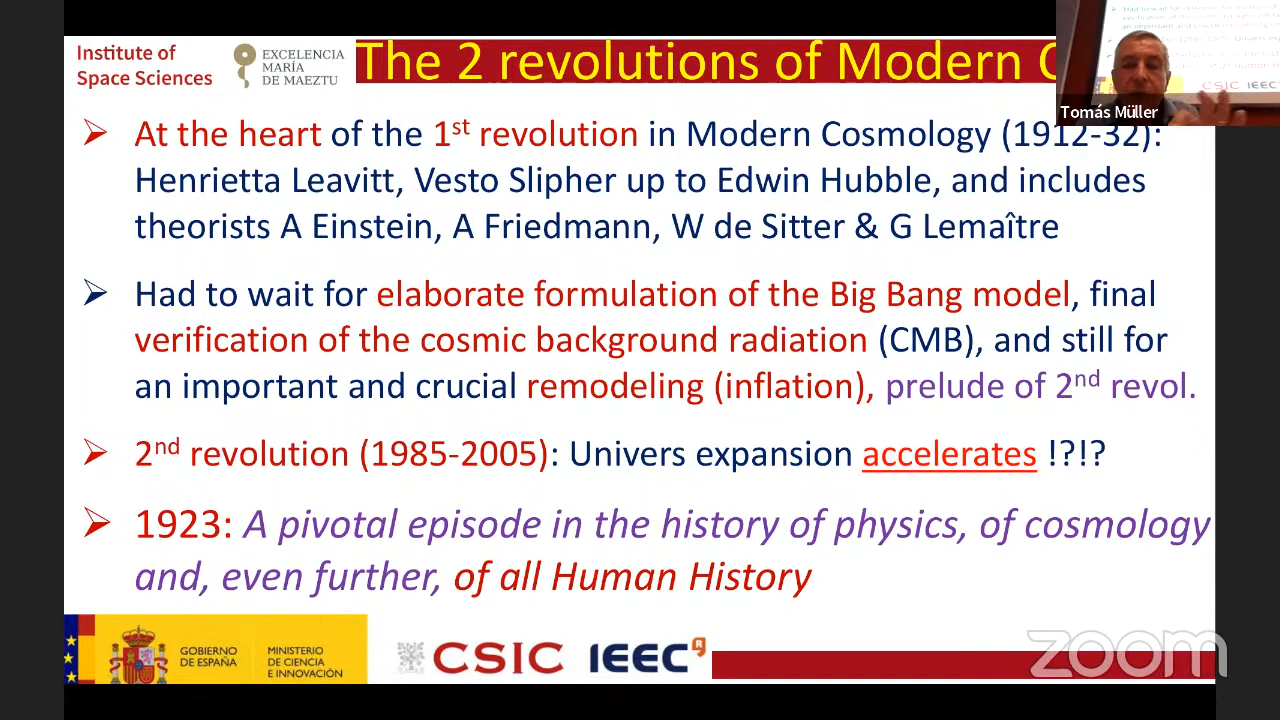 Institute of
Space Sciences
EXCELENCIA
MARÍA
DE MAEZTU
The 2 revolutions of Modern C
Tomás Müller
CSIC IEEC
➢ At the heart of the 1st revolution in Modern Cosmology (1912-32):
Henrietta Leavitt, Vesto Slipher up to Edwin Hubble, and includes
theorists A Einstein, A Friedmann, W de Sitter & G Lemaître
➢ Had to wait for elaborate formulation of the Big Bang model, final
verification of the cosmic background radiation (CMB), and still for
an important and crucial remodeling (inflation), prelude of 2nd revol.
➢ 2nd revolution (1985-2005): Univers expansion accelerates !?!?
➢ 1923: A pivotal episode in the history of physics, of cosmology
and, even further, of all Human History
GOBIERNO
DE ESPAÑA
MINISTERIO
DE CIENCIA
E INNOVACIÓN
CSIC IEEC R
zoom